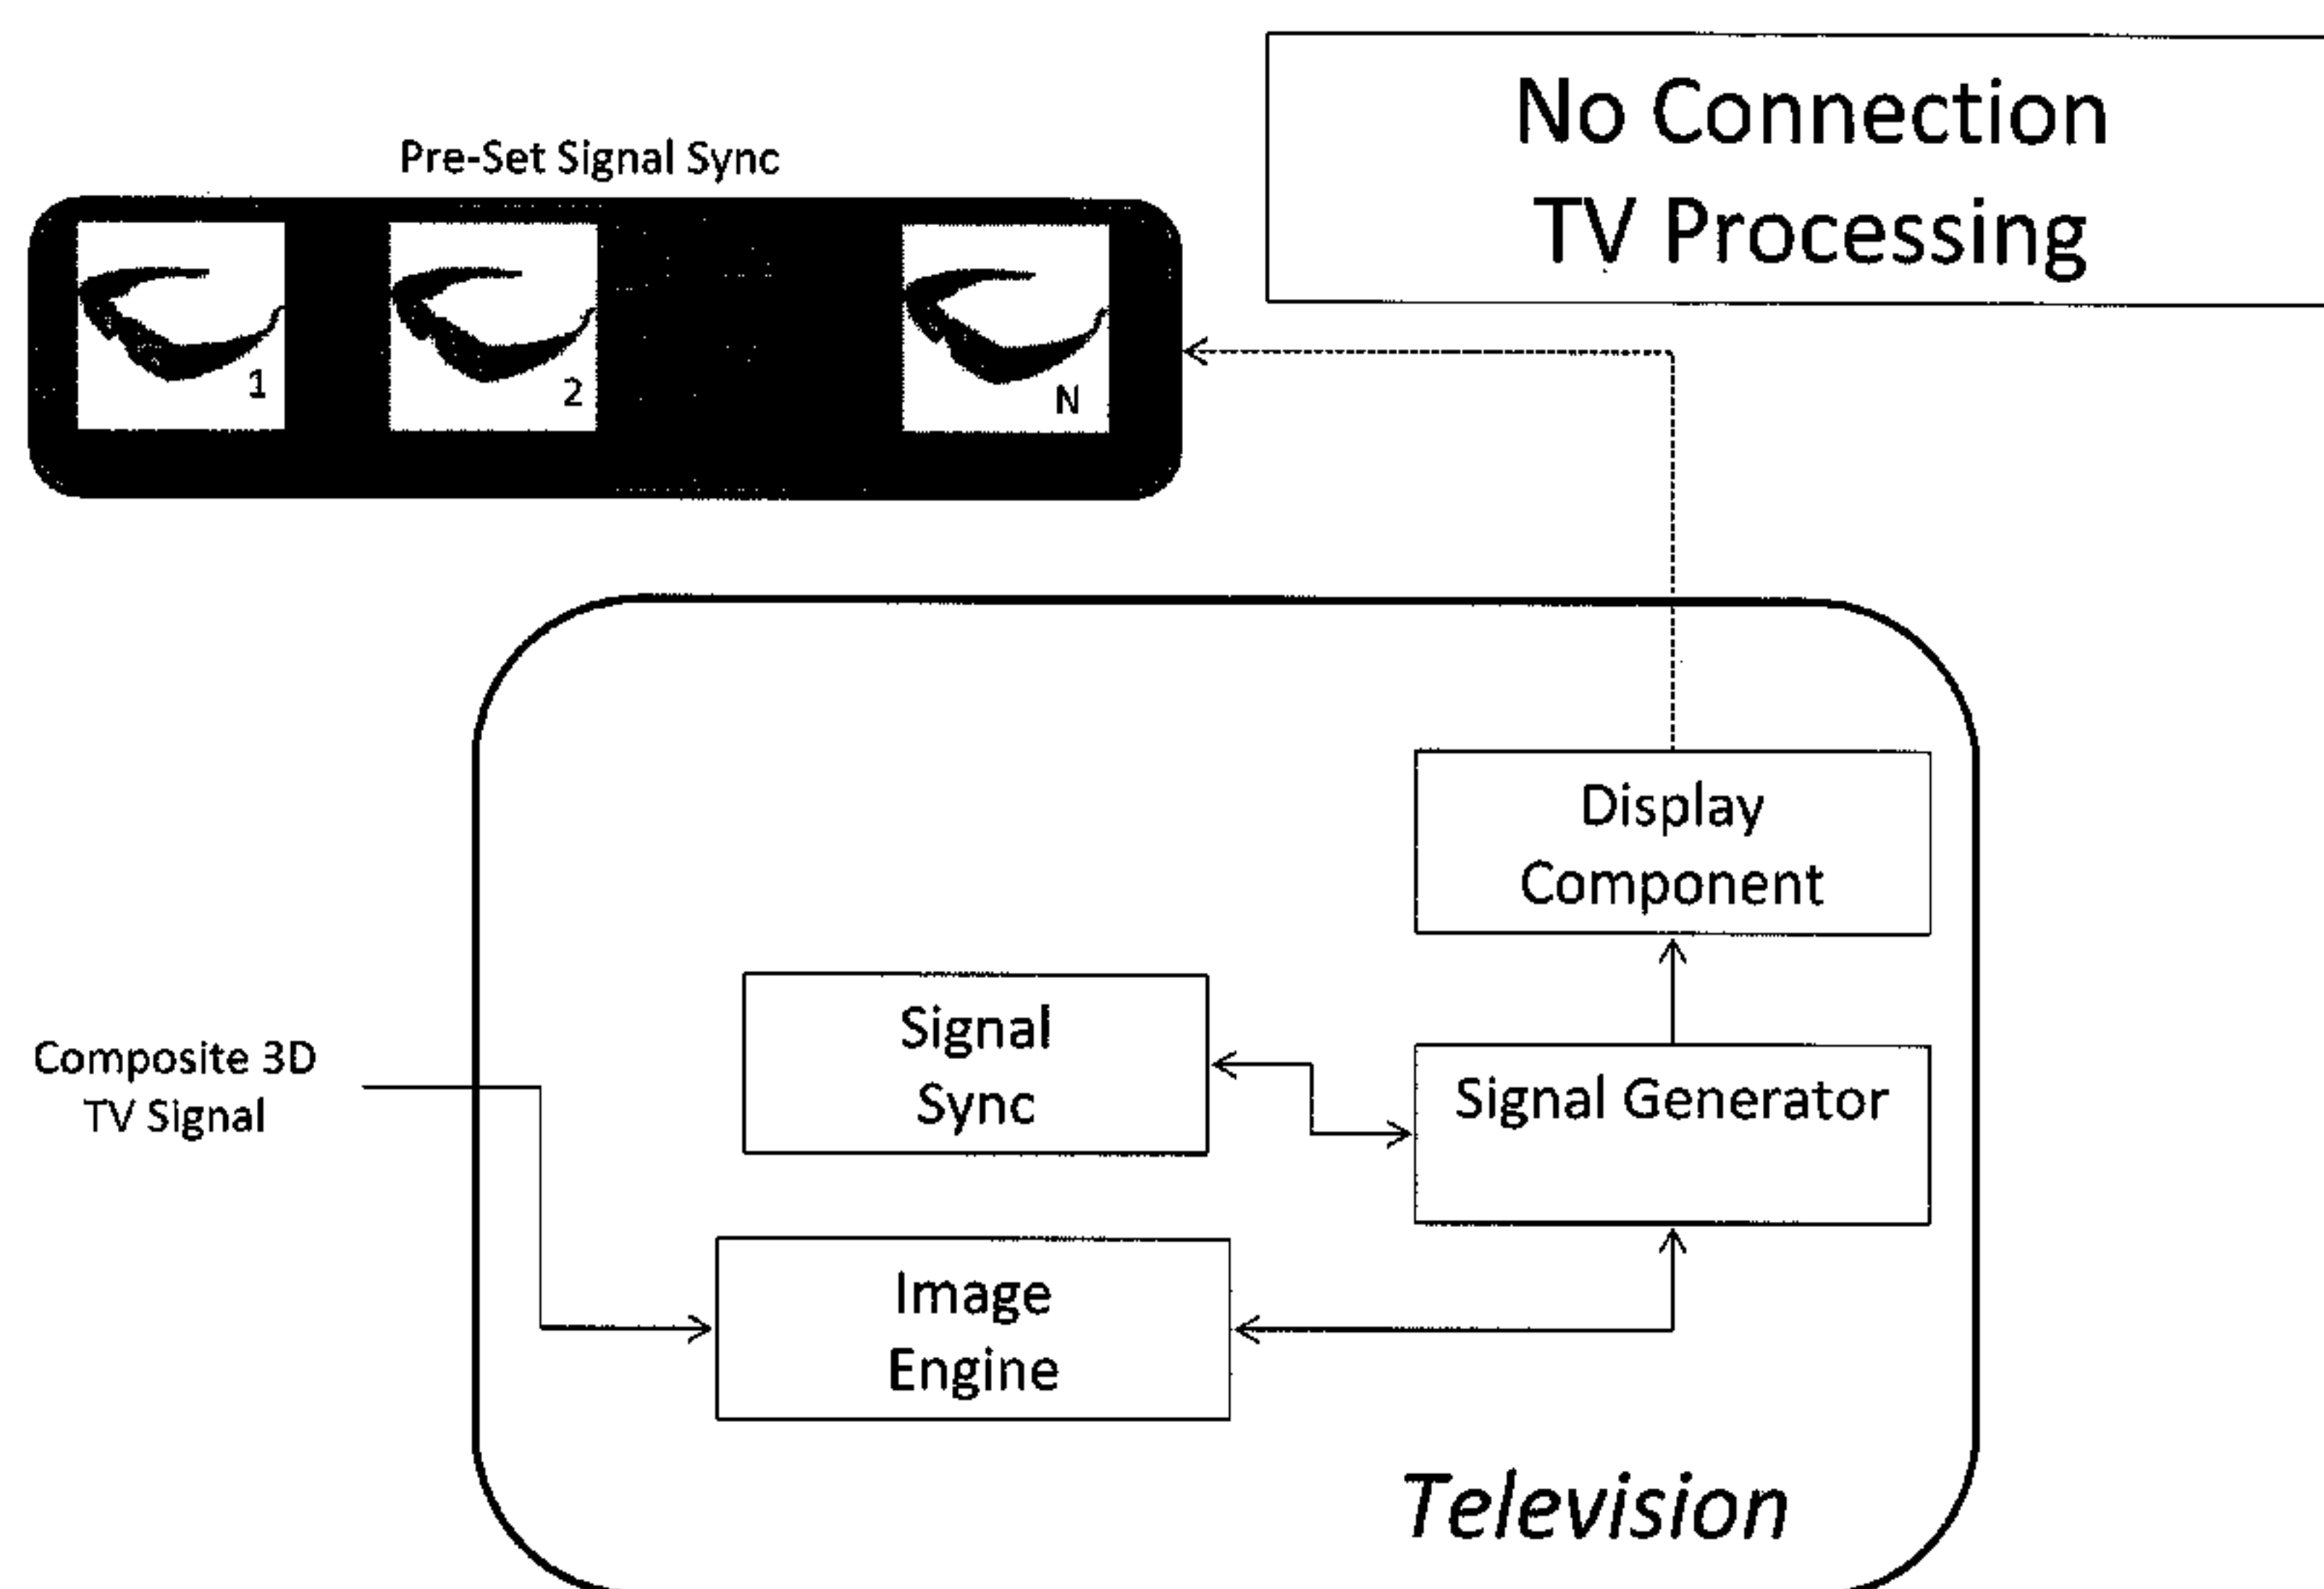 No Connection
TV Processing
Pre-Set Signal Sync
1
2
N
Display
Component
Signal
Sync
Signal Generator
Composite 3D
TV Signal
Image
Engine
Television